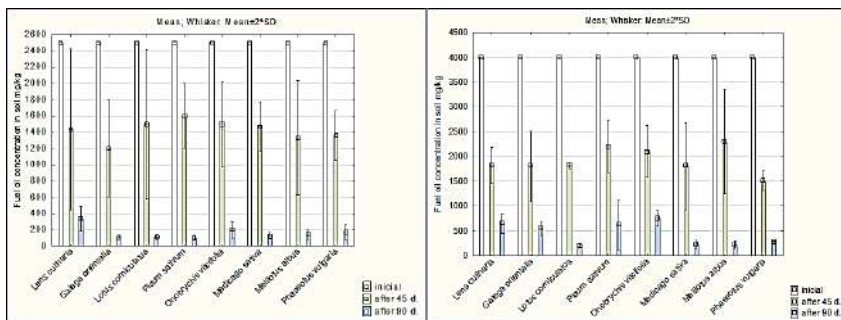 Meas; Whisker: Mean±2*SD
Fuel oil concentration in soil mg/kg
2600
2400
2200
2000
1800
1600
1400
1200
1000
800
600
400
200
0
Lens culinaris
Galega orientalis
Lotus corniculatus
Pisum sativum
Onobrychis viciifolia
Medicago sativa
Melilotus albus
Phaseolus vulgaris
inicial
after 45 d.
after 90 d.
Meas; Whisker: Mean±2*SD
Fuel oil concentration in soil mg/kg
4500
4000
3500
3000
2500
2000
1500
1000
500
0
Lens culinaris
Galega orientalis
Lotus corniculatus
Pisum sativum
Onobrychis viciifolia
Medicago sativa
Melilotus albus
Phaseolus vulgaris
inicial
after 45 d.
after 90 d.